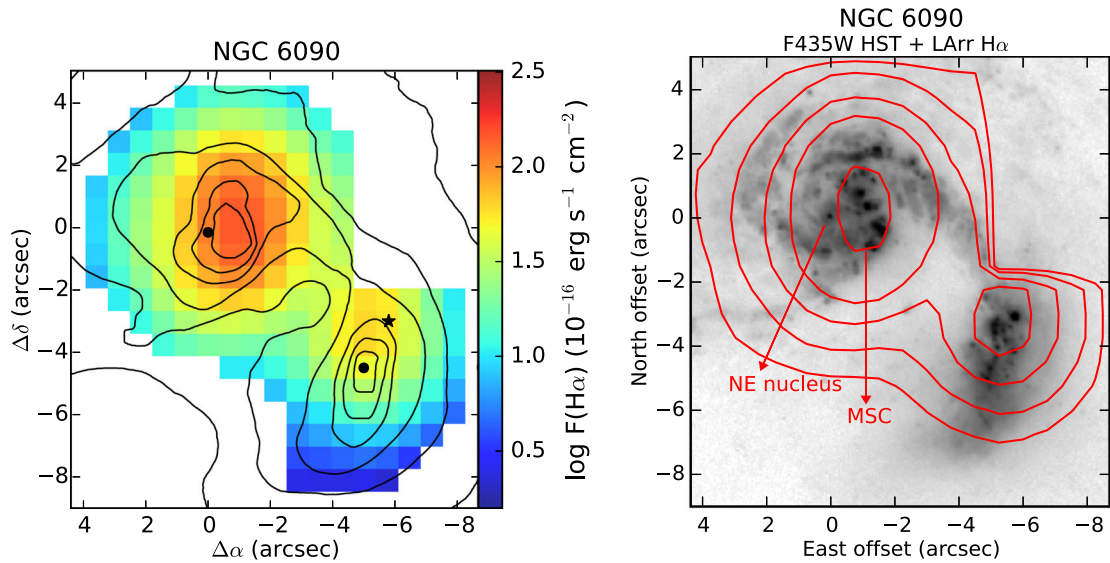 NGC 6090
4
2
0
−2
−4
−6
−8
Δδ (arcsec)
4 2 0 −2 −4 −6 −8
Δα (arcsec)
2.5
2.0
1.5
1.0
0.5
log F(Hα) (10⁻¹⁶ erg s⁻¹ cm⁻²)
NGC 6090
F435W HST + LArr Hα
4
2
0
−2
−4
−6
−8
North offset (arcsec)
NE nucleus
MSC
4 2 0 −2 −4 −6 −8
East offset (arcsec)